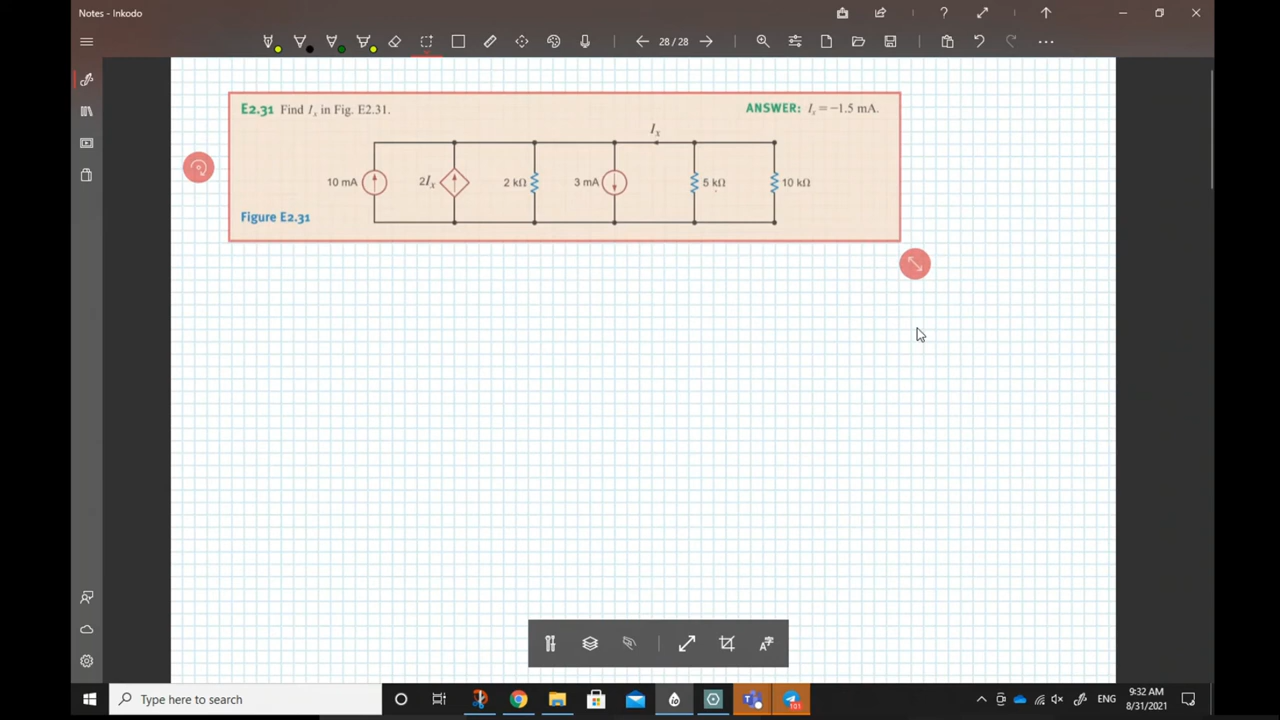 Notes - Inkodo
28 / 28
E2.31 Find Iₓ in Fig. E2.31.
ANSWER: Iₓ = −1.5 mA.
Iₓ
10 mA
2Iₓ
2 kΩ
3 mA
5 kΩ
10 kΩ
Figure E2.31
Type here to search
101
ENG
9:32 AM
8/31/2021